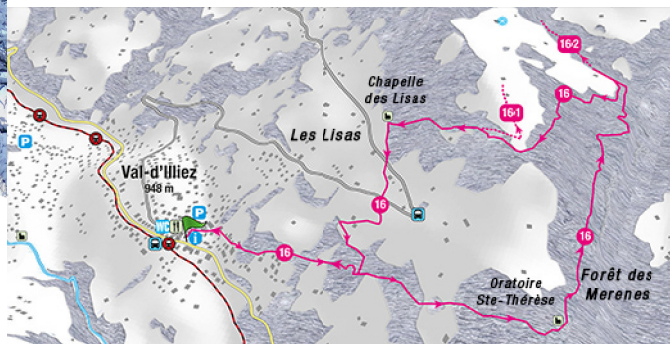 16▪2
16
16▪1
Chapelle
des Lisas
Les Lisas
P
Val-d'Illiez
948 m
16
P
WC
i
16
16
Oratoire
Ste-Thérèse
Forêt des
Merenes